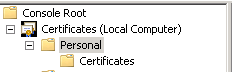 Console Root
Certificates (Local Computer)
Personal
Certificates